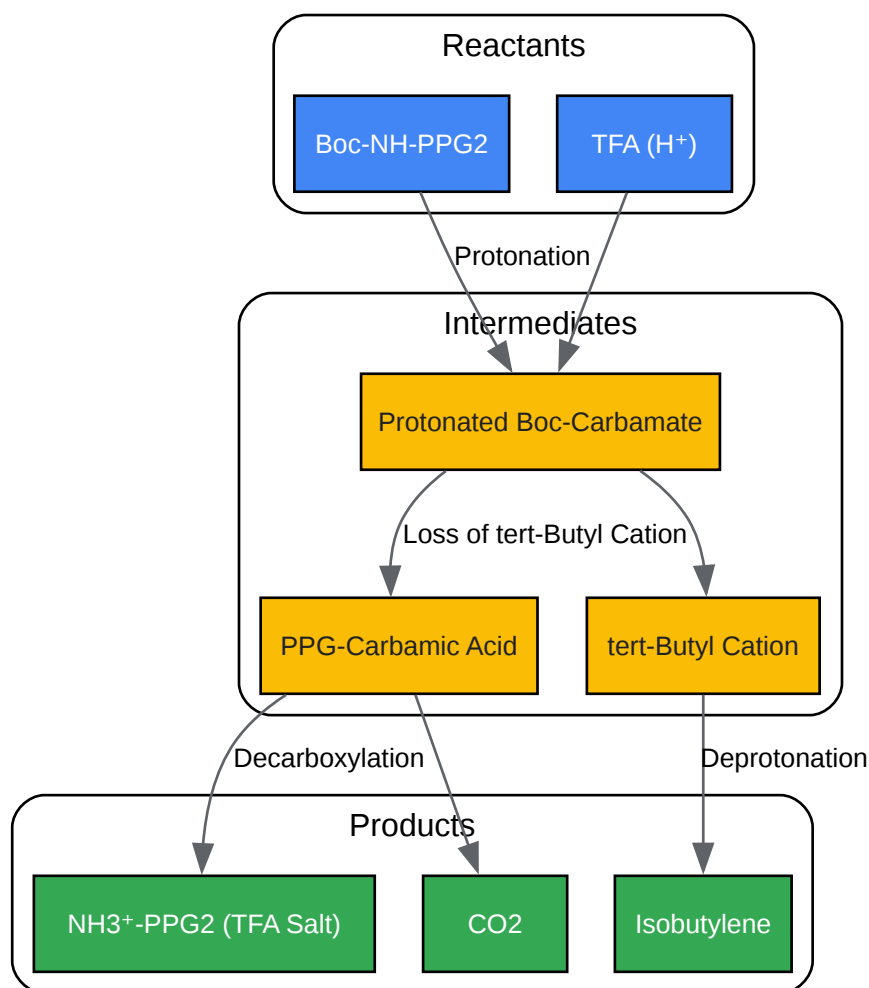 Reactants
Boc-NH-PPG2
TFA (H⁺)
Protonation
Intermediates
Protonated Boc-Carbamate
Loss of tert-Butyl Cation
PPG-Carbamic Acid
tert-Butyl Cation
Decarboxylation
Deprotonation
Products
NH3⁺-PPG2 (TFA Salt)
CO2
Isobutylene